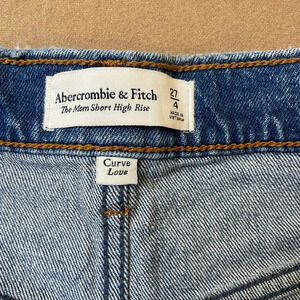 Abercrombie & Fitch
The Mom Short High Rise
27
4
MADE IN
VIETNAM
Curve
Love